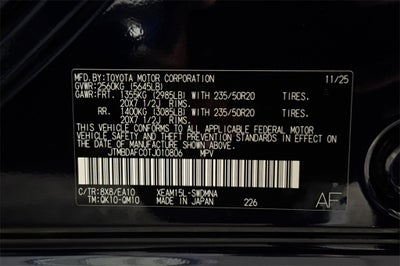 MFD.BY:TOYOTA MOTOR CORPORATION 11/25
GVWR:2560KG (5645LB)
GAWR:FRT. 1355KG (2985LB) WITH 235/50R20 TIRES.
20X7 1/2J RIMS.
RR. 1400KG (3085LB) WITH 235/50R20 TIRES.
20X7 1/2J RIMS.
THIS VEHICLE CONFORMS TO ALL APPLICABLE FEDERAL MOTOR
VEHICLE SAFETY AND THEFT PREVENTION STANDARDS IN EFFECT ON
THE DATE OF MANUFACTURE SHOWN ABOVE.
JTMBDAFC0TJ010806 MPV
C/TR:8X8/EA10 XEAM15L-SWDMNA
TM:QK10-QM10 MADE IN JAPAN 226 AF